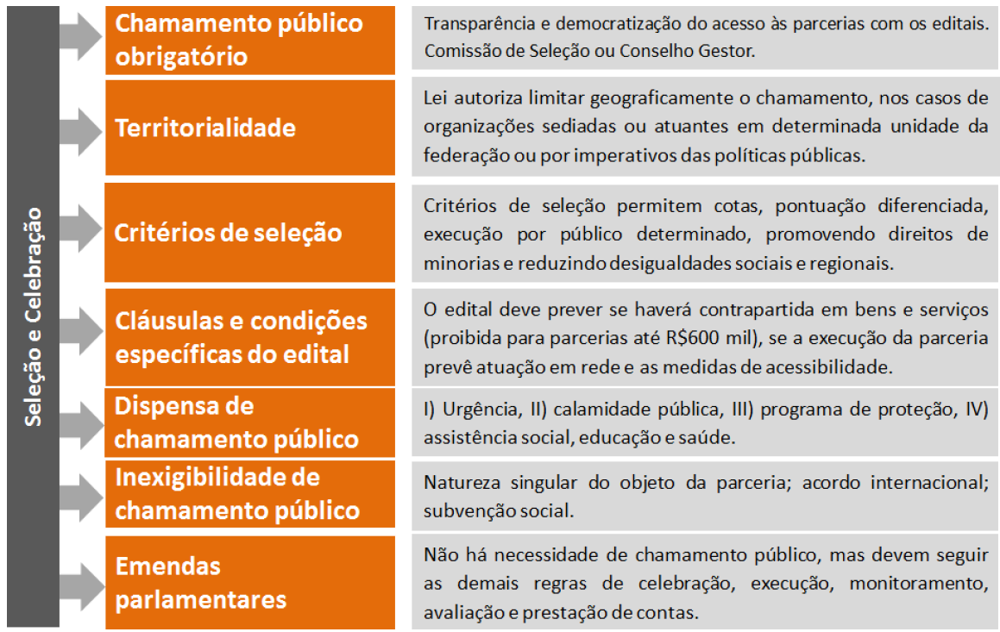 Seleção e Celebração
Chamamento público
obrigatório
Transparência e democratização do acesso às parcerias com os editais.
Comissão de Seleção ou Conselho Gestor.
Territorialidade
Lei autoriza limitar geograficamente o chamamento, nos casos de
organizações sediadas ou atuantes em determinada unidade da
federação ou por imperativos das políticas públicas.
Critérios de seleção
Critérios de seleção permitem cotas, pontuação diferenciada,
execução por público determinado, promovendo direitos de
minorias e reduzindo desigualdades sociais e regionais.
Cláusulas e condições
específicas do edital
O edital deve prever se haverá contrapartida em bens e serviços
(proibida para parcerias até R$600 mil), se a execução da parceria
prevê atuação em rede e as medidas de acessibilidade.
Dispensa de
chamamento público
I) Urgência, II) calamidade pública, III) programa de proteção, IV)
assistência social, educação e saúde.
Inexigibilidade de
chamamento público
Natureza singular do objeto da parceria; acordo internacional;
subvenção social.
Emendas
parlamentares
Não há necessidade de chamamento público, mas devem seguir
as demais regras de celebração, execução, monitoramento,
avaliação e prestação de contas.